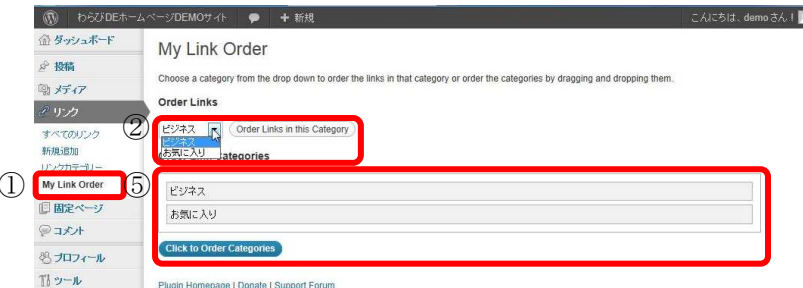 わらびDEホームページDEMOサイト + 新規 こんにちは、demoさん!
ダッシュボード
投稿
メディア
リンク
すべてのリンク
新規追加
リンクカテゴリー
① My Link Order
固定ページ
コメント
プロフィール
ツール
My Link Order
Choose a category from the drop down to order the links in that category or order the categories by dragging and dropping them.
Order Links
② ビジネス Order Links in this Category
ビジネス
お気に入り
ategories
⑤
ビジネス
お気に入り
Click to Order Categories
Plugin Homepage | Donate | Support Forum